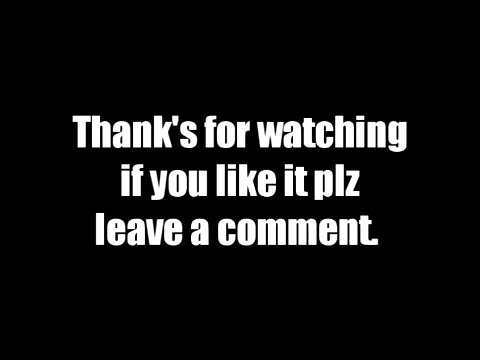 Thank's for watching
if you like it plz
leave a comment.